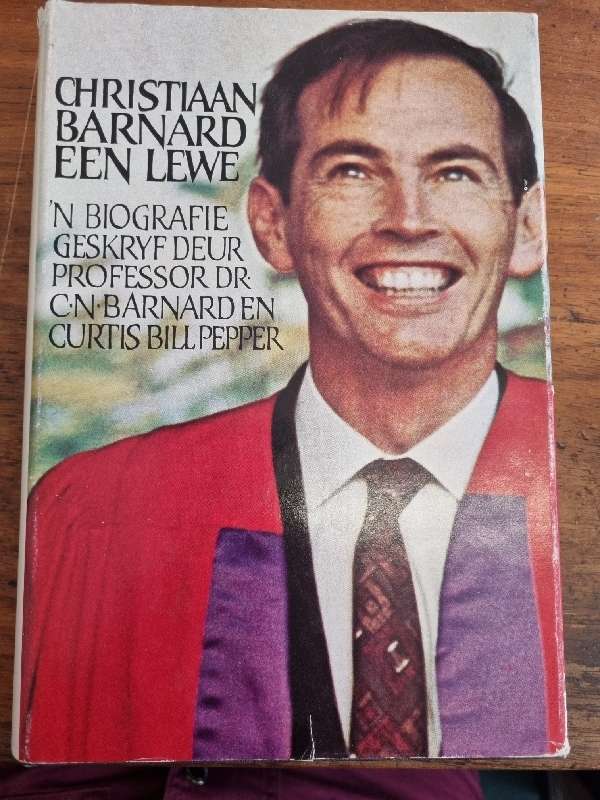 CHRISTIAAN
BARNARD
EEN LEWE
'N BIOGRAFIE
GESKRYF DEUR
PROFESSOR DR·
C·N·BARNARD EN
CURTIS BILL PEPPER